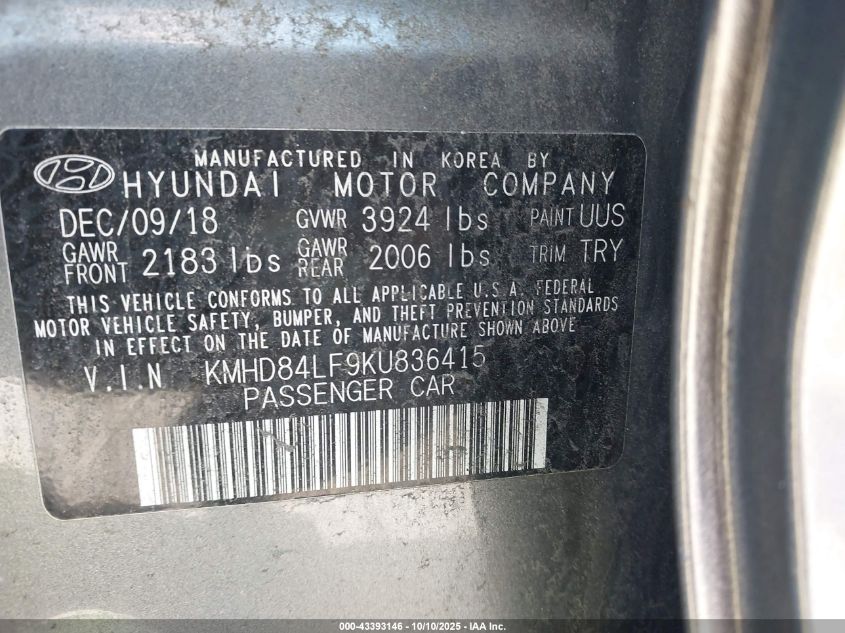 MANUFACTURED IN KOREA BY
HYUNDAI MOTOR COMPANY
DEC/09/18 GVWR 3924 lbs PAINT UUS
GAWR FRONT 2183 lbs GAWR REAR 2006 lbs TRIM TRY
THIS VEHICLE CONFORMS TO ALL APPLICABLE U.S.A. FEDERAL
MOTOR VEHICLE SAFETY, BUMPER, AND THEFT PREVENTION STANDARDS
IN EFFECT ON THE DATE OF MANUFACTURE SHOWN ABOVE
V.I.N KMHD84LF9KU836415
PASSENGER CAR
000-43393146 - 10/10/2025 - IAA Inc.